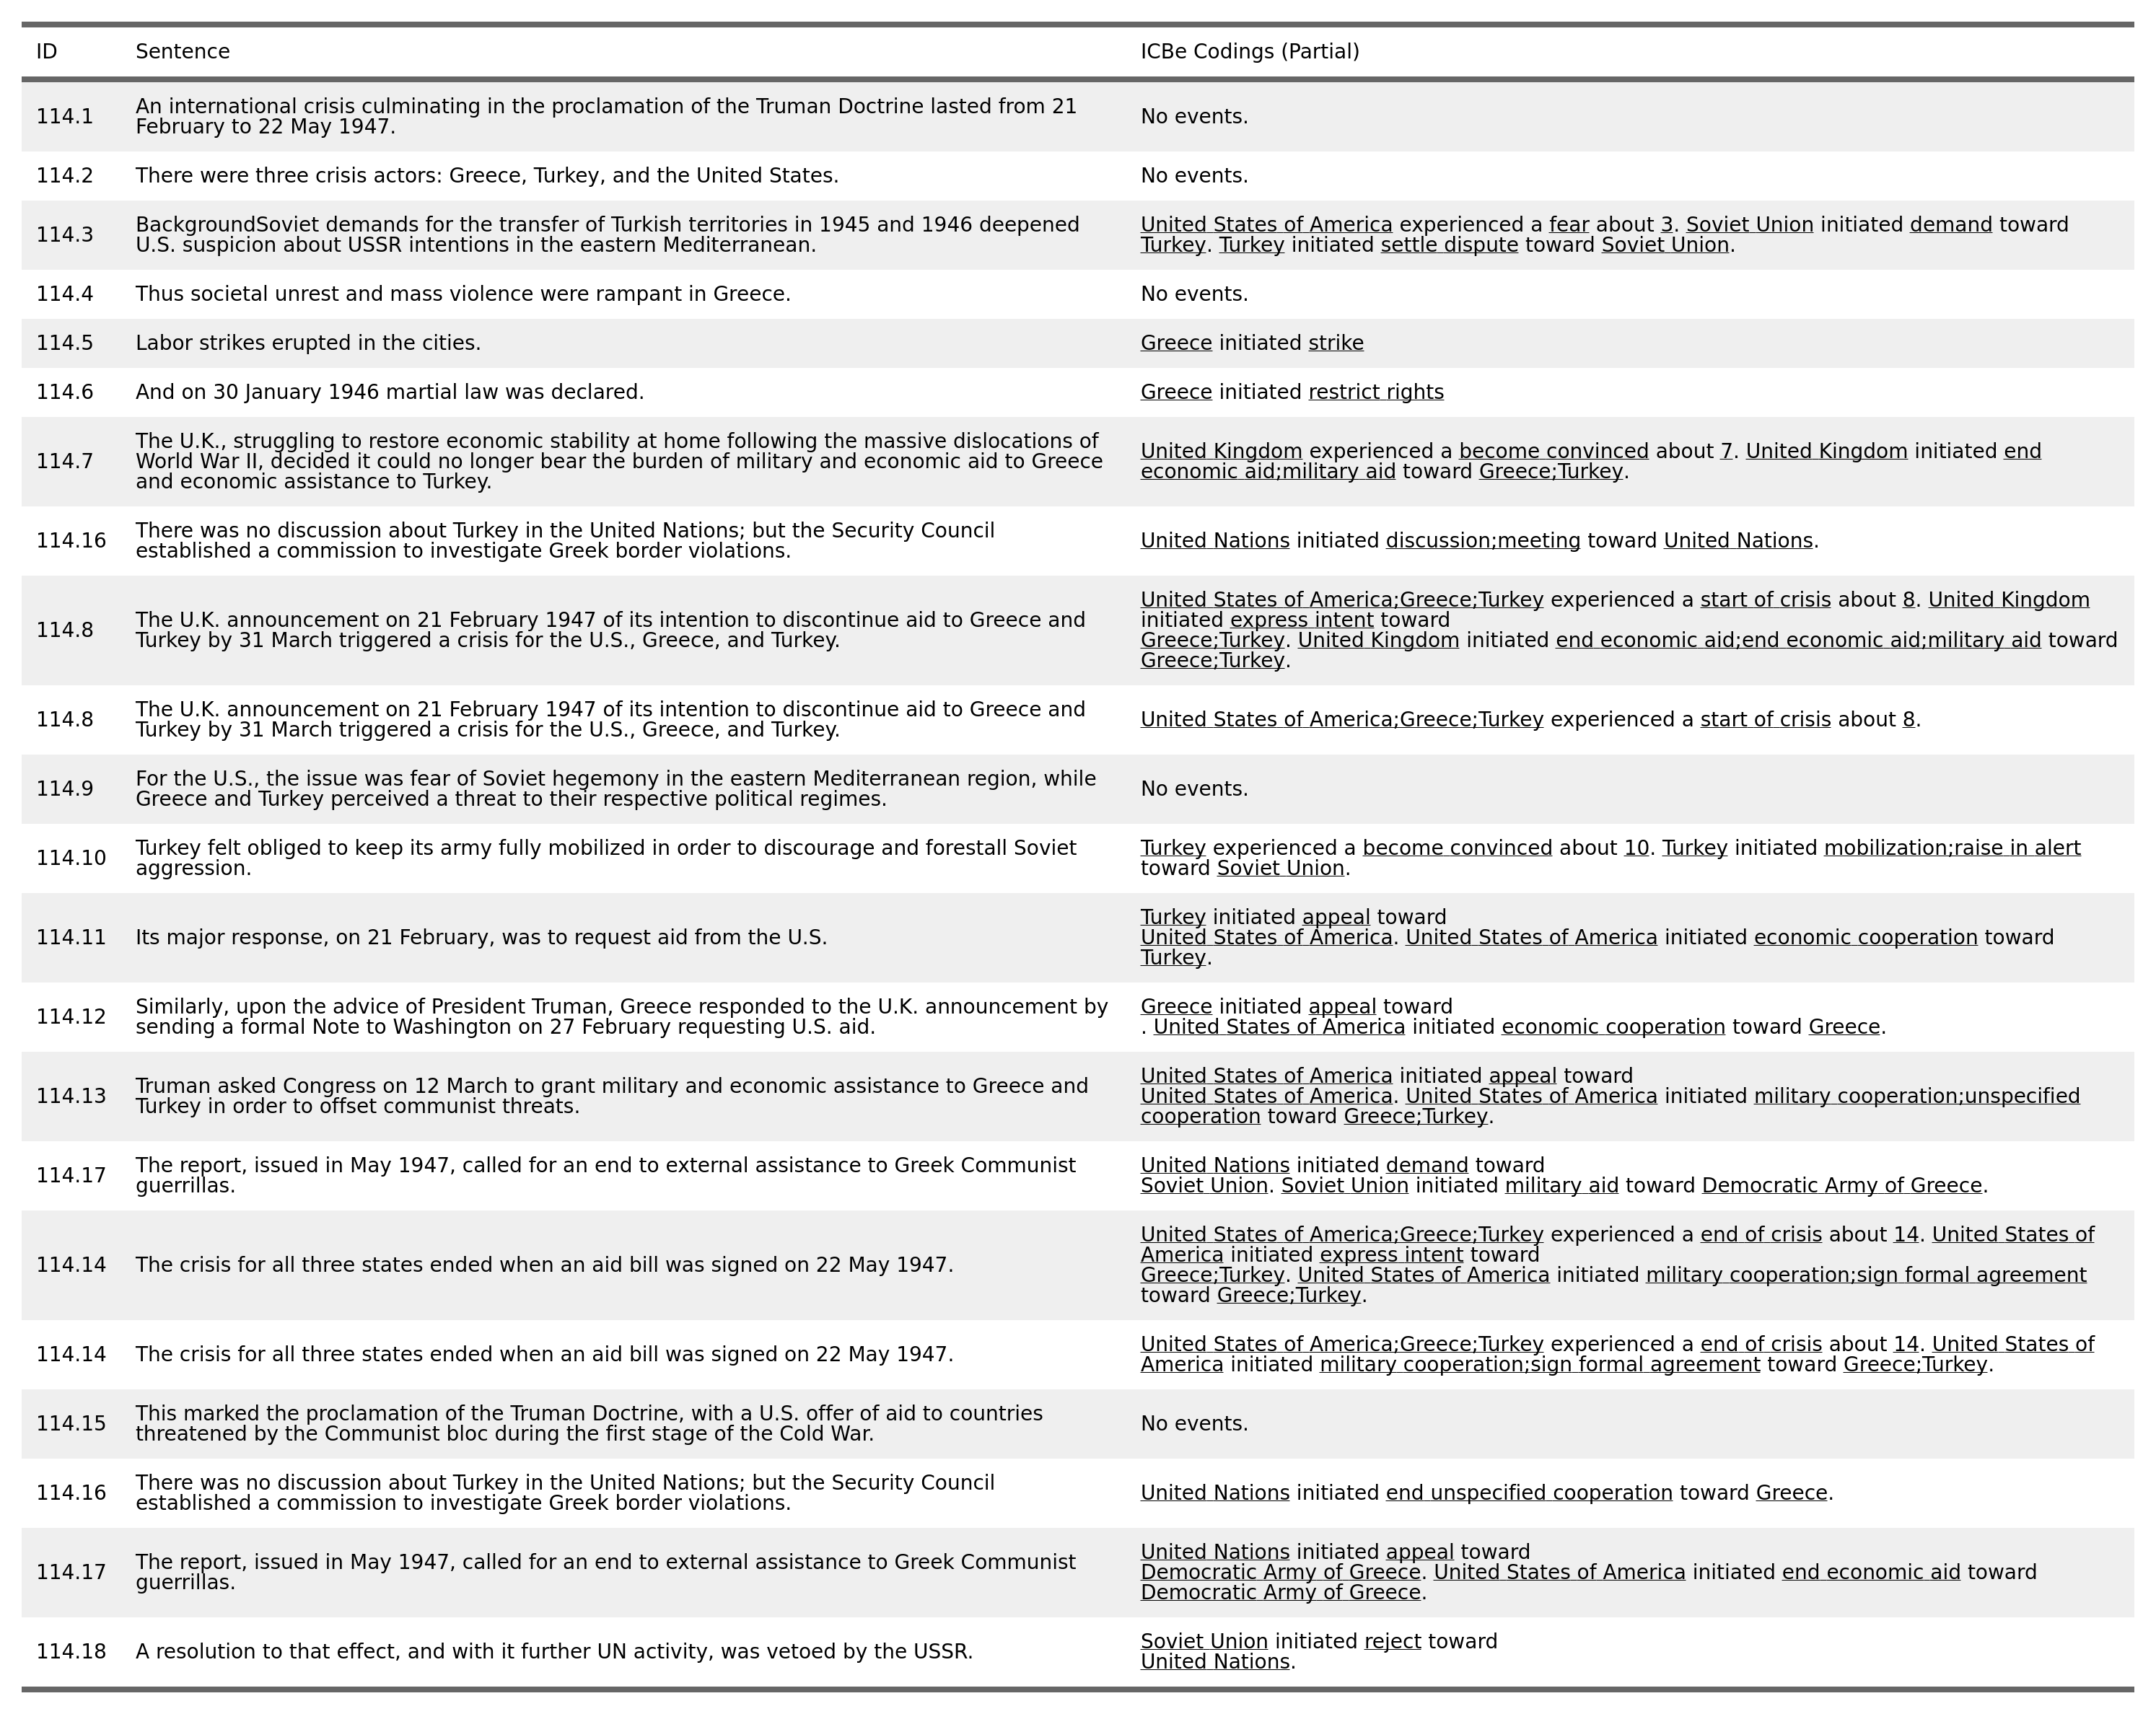 ID Sentence ICBe Codings (Partial)
114.1 An international crisis culminating in the proclamation of the Truman Doctrine lasted from 21
February to 22 May 1947.
No events.
114.2 There were three crisis actors: Greece, Turkey, and the United States. No events.
114.3 BackgroundSoviet demands for the transfer of Turkish territories in 1945 and 1946 deepened
U.S. suspicion about USSR intentions in the eastern Mediterranean.
United States of America experienced a fear about 3. Soviet Union initiated demand toward
Turkey. Turkey initiated settle dispute toward Soviet Union.
114.4 Thus societal unrest and mass violence were rampant in Greece. No events.
114.5 Labor strikes erupted in the cities. Greece initiated strike
114.6 And on 30 January 1946 martial law was declared. Greece initiated restrict rights
114.7 The U.K., struggling to restore economic stability at home following the massive dislocations of
World War II, decided it could no longer bear the burden of military and economic aid to Greece
and economic assistance to Turkey.
United Kingdom experienced a become convinced about 7. United Kingdom initiated end
economic aid;military aid toward Greece;Turkey.
114.16 There was no discussion about Turkey in the United Nations; but the Security Council
established a commission to investigate Greek border violations.
United Nations initiated discussion;meeting toward United Nations.
114.8 The U.K. announcement on 21 February 1947 of its intention to discontinue aid to Greece and
Turkey by 31 March triggered a crisis for the U.S., Greece, and Turkey.
United States of America;Greece;Turkey experienced a start of crisis about 8. United Kingdom
initiated express intent toward
Greece;Turkey. United Kingdom initiated end economic aid;end economic aid;military aid toward
Greece;Turkey.
114.8 The U.K. announcement on 21 February 1947 of its intention to discontinue aid to Greece and
Turkey by 31 March triggered a crisis for the U.S., Greece, and Turkey.
United States of America;Greece;Turkey experienced a start of crisis about 8.
114.9 For the U.S., the issue was fear of Soviet hegemony in the eastern Mediterranean region, while
Greece and Turkey perceived a threat to their respective political regimes.
No events.
114.10 Turkey felt obliged to keep its army fully mobilized in order to discourage and forestall Soviet
aggression.
Turkey experienced a become convinced about 10. Turkey initiated mobilization;raise in alert
toward Soviet Union.
114.11 Its major response, on 21 February, was to request aid from the U.S.
Turkey initiated appeal toward
United States of America. United States of America initiated economic cooperation toward
Turkey.
114.12 Similarly, upon the advice of President Truman, Greece responded to the U.K. announcement by
sending a formal Note to Washington on 27 February requesting U.S. aid.
Greece initiated appeal toward
. United States of America initiated economic cooperation toward Greece.
114.13 Truman asked Congress on 12 March to grant military and economic assistance to Greece and
Turkey in order to offset communist threats.
United States of America initiated appeal toward
United States of America. United States of America initiated military cooperation;unspecified
cooperation toward Greece;Turkey.
114.17 The report, issued in May 1947, called for an end to external assistance to Greek Communist
guerrillas.
United Nations initiated demand toward
Soviet Union. Soviet Union initiated military aid toward Democratic Army of Greece.
114.14 The crisis for all three states ended when an aid bill was signed on 22 May 1947.
United States of America;Greece;Turkey experienced a end of crisis about 14. United States of
America initiated express intent toward
Greece;Turkey. United States of America initiated military cooperation;sign formal agreement
toward Greece;Turkey.
114.14 The crisis for all three states ended when an aid bill was signed on 22 May 1947.
United States of America;Greece;Turkey experienced a end of crisis about 14. United States of
America initiated military cooperation;sign formal agreement toward Greece;Turkey.
114.15 This marked the proclamation of the Truman Doctrine, with a U.S. offer of aid to countries
threatened by the Communist bloc during the first stage of the Cold War.
No events.
114.16 There was no discussion about Turkey in the United Nations; but the Security Council
established a commission to investigate Greek border violations.
United Nations initiated end unspecified cooperation toward Greece.
114.17 The report, issued in May 1947, called for an end to external assistance to Greek Communist
guerrillas.
United Nations initiated appeal toward
Democratic Army of Greece. United States of America initiated end economic aid toward
Democratic Army of Greece.
114.18 A resolution to that effect, and with it further UN activity, was vetoed by the USSR.
Soviet Union initiated reject toward
United Nations.